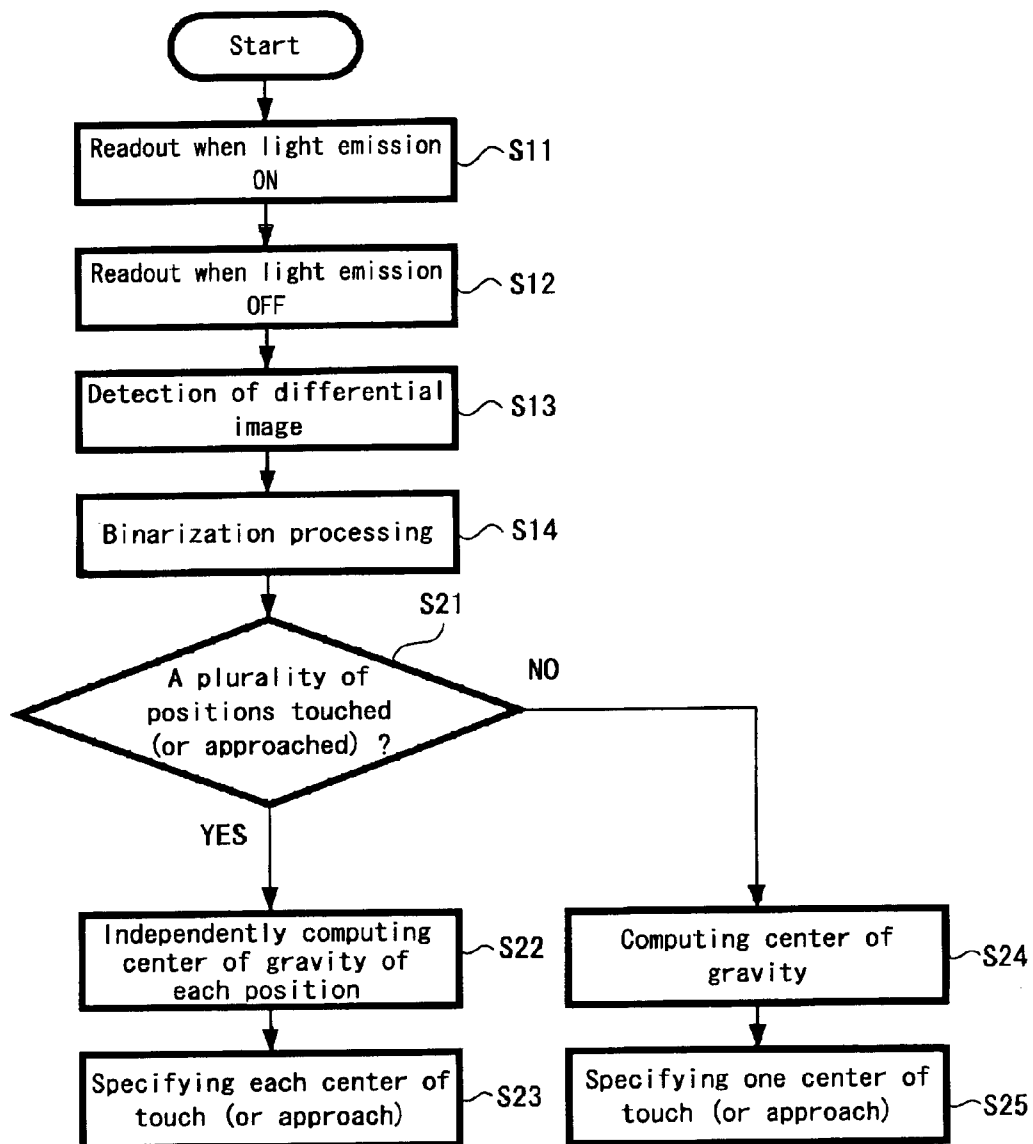 Start
Readout when light emission
ON
S11
Readout when light emission
OFF
S12
Detection of differential
image
S13
Binarization processing
S14
S21
A plurality of
positions touched
(or approached) ?
NO
YES
Independently computing
center of gravity of
each position
S22
Computing center of
gravity
S24
Specifying each center of
touch (or approach)
S23
Specifying one center of
touch (or approach)
S25